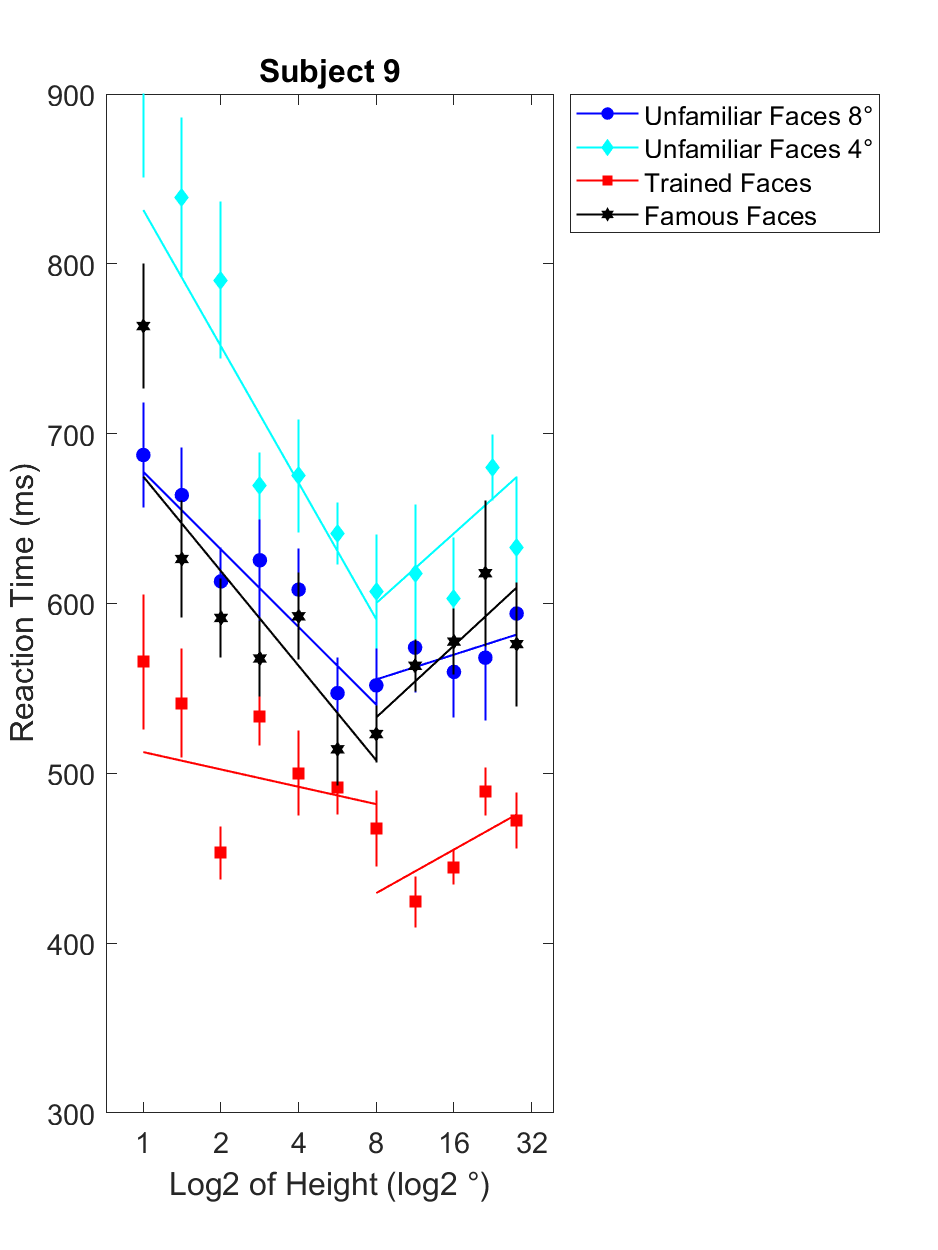 Subject 9
900
800
700
600
500
400
300
Reaction Time (ms)
1 2 4 8 16 32
Log2 of Height (log2 °)
Unfamiliar Faces 8°
Unfamiliar Faces 4°
Trained Faces
Famous Faces